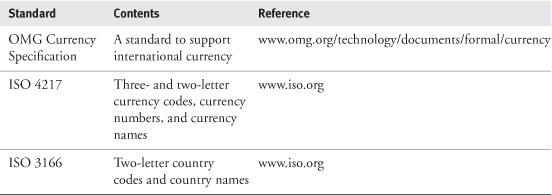 Standard Contents Reference
OMG Currency A standard to support www.omg.org/technology/documents/formal/currency
Specification international currency
ISO 4217 Three- and two-letter www.iso.org
currency codes, currency
numbers, and currency
names
ISO 3166 Two-letter country www.iso.org
codes and country names